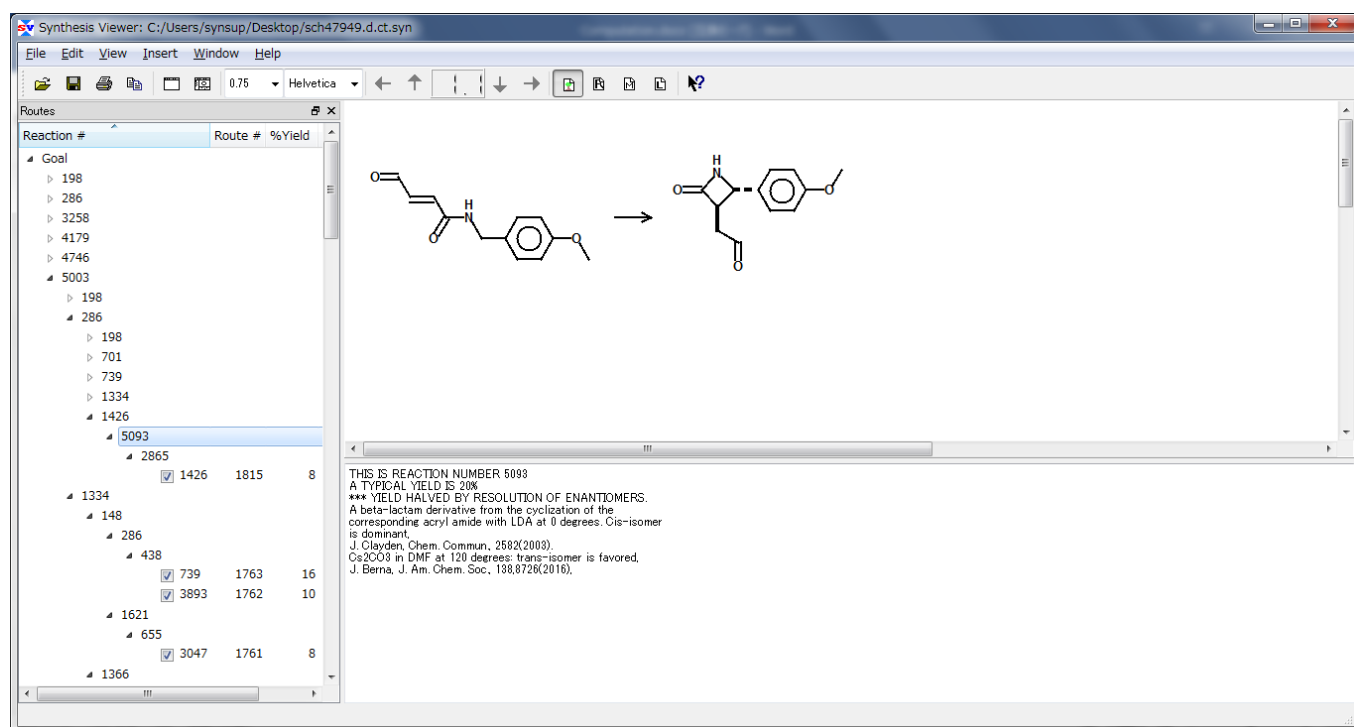 Synthesis Viewer: C:/Users/synsup/Desktop/sch47949.d.ct.syn
File Edit View Insert Window Help
0.75 Helvetica
Routes
Reaction # Route # %Yield
Goal
198
286
3258
4179
4746
5003
198
286
198
701
739
1334
1426
5093
2865
1426 1815 8
1334
148
286
438
739 1763 16
3893 1762 10
1621
655
3047 1761 8
1366
O
H
N
O
O
H
N
O
O
O
THIS IS REACTION NUMBER 5093
A TYPICAL YIELD IS 20%
*** YIELD HALVED BY RESOLUTION OF ENANTIOMERS.
A beta-lactam derivative from the cyclization of the
corresponding acryl amide with LDA at 0 degrees. Cis-isomer
is dominant,
J. Clayden, Chem. Commun., 2582(2003).
Cs2CO3 in DMF at 120 degrees: trans-isomer is favored,
J. Berna, J. Am. Chem. Soc., 138,8726(2016),